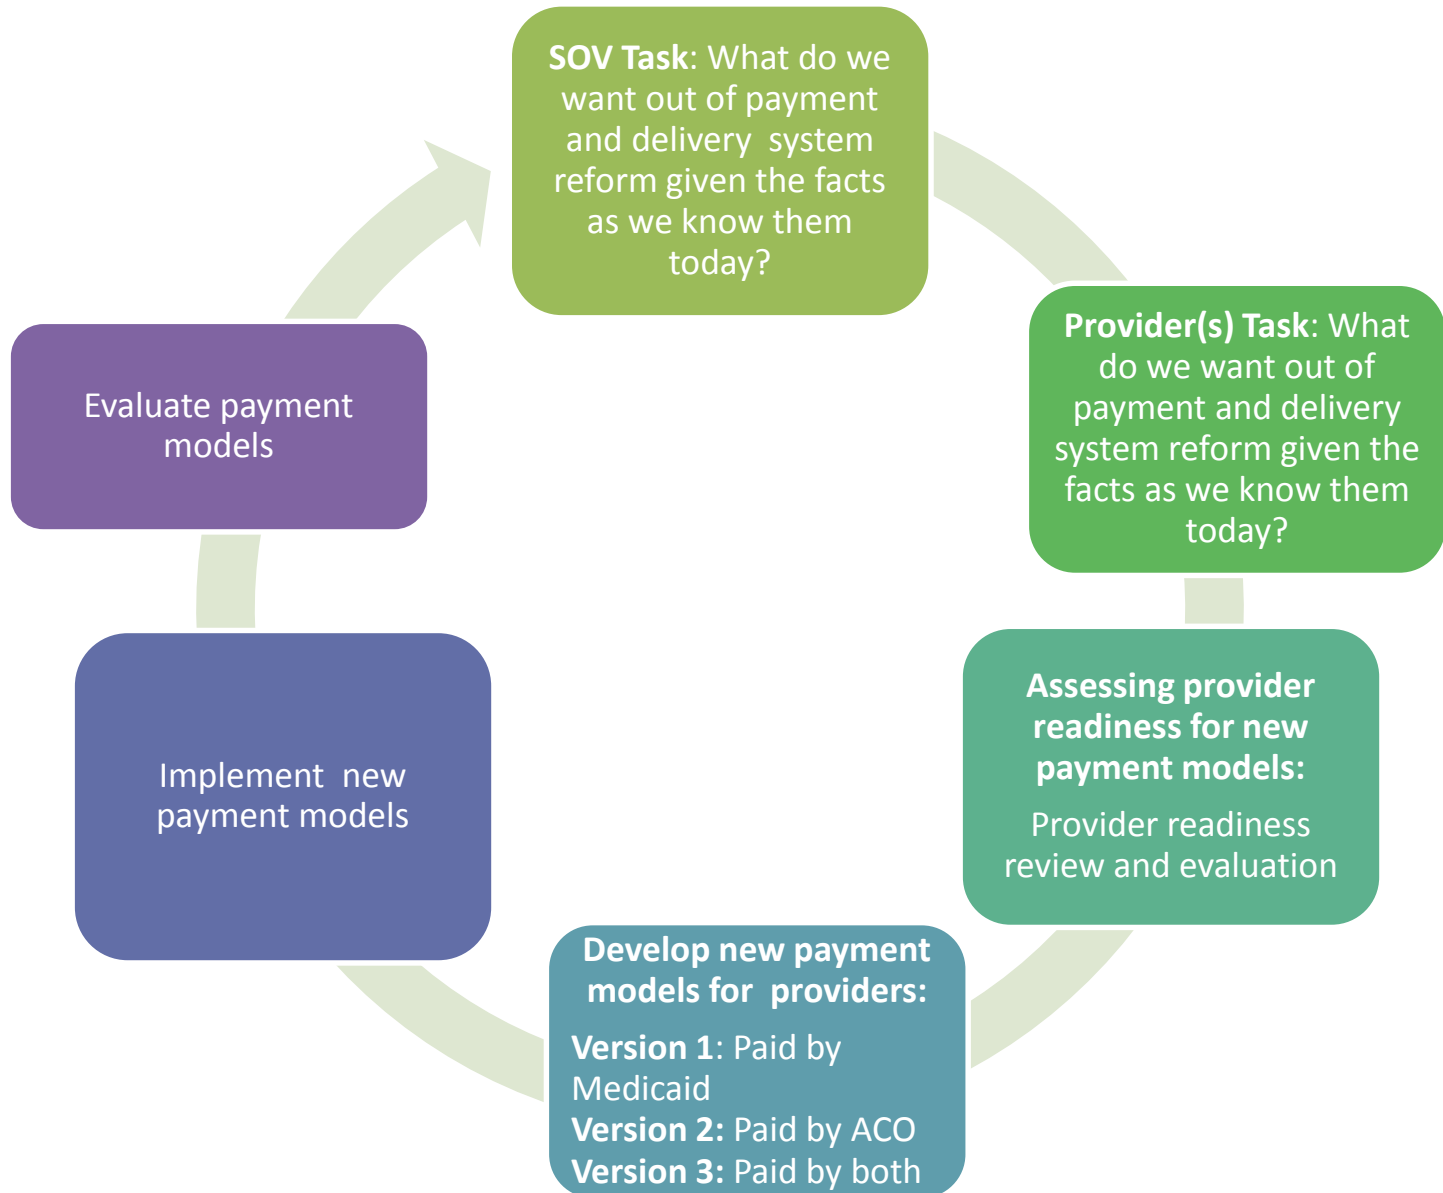 SOV Task: What do we
want out of payment
and delivery  system
reform given the facts
as we know them
today?
Provider(s) Task: What
do we want out of
payment and delivery
system reform given the
facts as we know them
today?
Assessing provider
readiness for new
payment models:
Provider readiness
review and evaluation
Develop new payment
models for  providers:
Version 1: Paid by
Medicaid
Version 2: Paid by ACO
Version 3: Paid by both
Implement  new
payment models
Evaluate payment
models